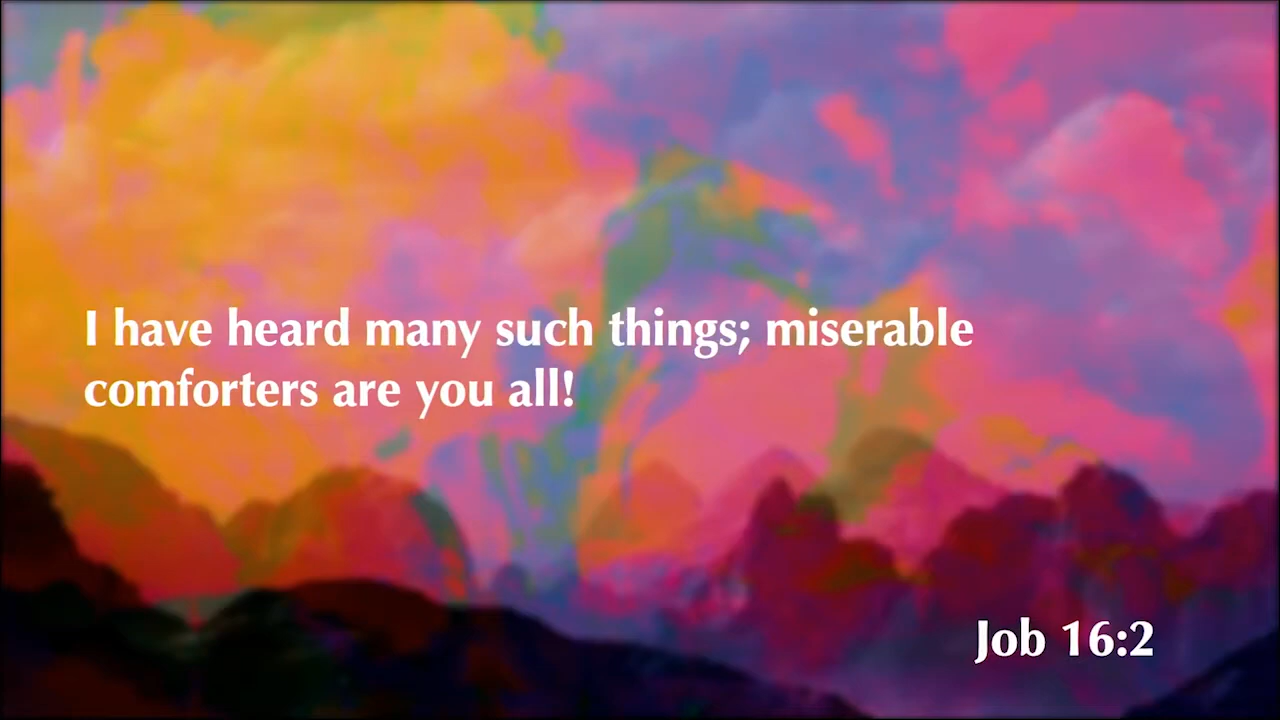 I have heard many such things; miserable
comforters are you all!
Job 16:2